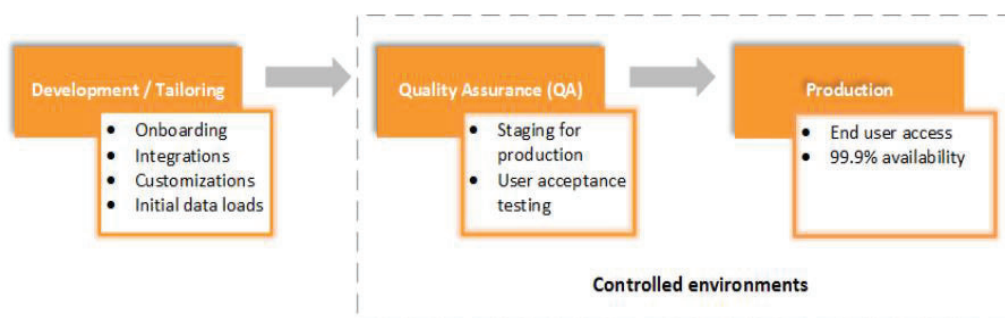 Development / Tailoring
• Onboarding
• Integrations
• Customizations
• Initial data loads
Quality Assurance (QA)
• Staging for
production
• User acceptance
testing
Production
• End user access
• 99.9% availability
Controlled environments